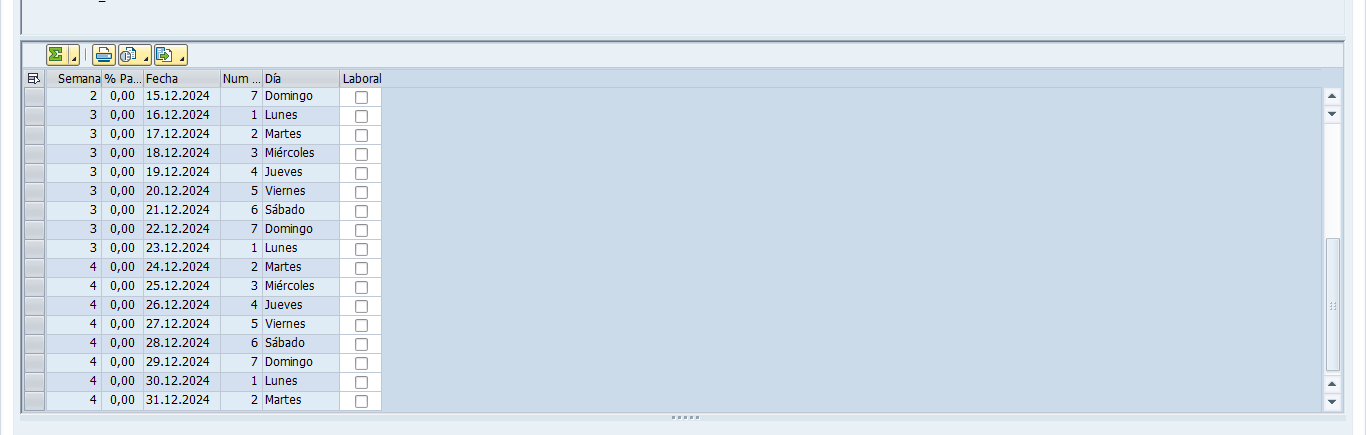 Semana % Pa... Fecha Num ... Día Laboral
2 0,00 15.12.2024 7 Domingo
3 0,00 16.12.2024 1 Lunes
3 0,00 17.12.2024 2 Martes
3 0,00 18.12.2024 3 Miércoles
3 0,00 19.12.2024 4 Jueves
3 0,00 20.12.2024 5 Viernes
3 0,00 21.12.2024 6 Sábado
3 0,00 22.12.2024 7 Domingo
3 0,00 23.12.2024 1 Lunes
4 0,00 24.12.2024 2 Martes
4 0,00 25.12.2024 3 Miércoles
4 0,00 26.12.2024 4 Jueves
4 0,00 27.12.2024 5 Viernes
4 0,00 28.12.2024 6 Sábado
4 0,00 29.12.2024 7 Domingo
4 0,00 30.12.2024 1 Lunes
4 0,00 31.12.2024 2 Martes